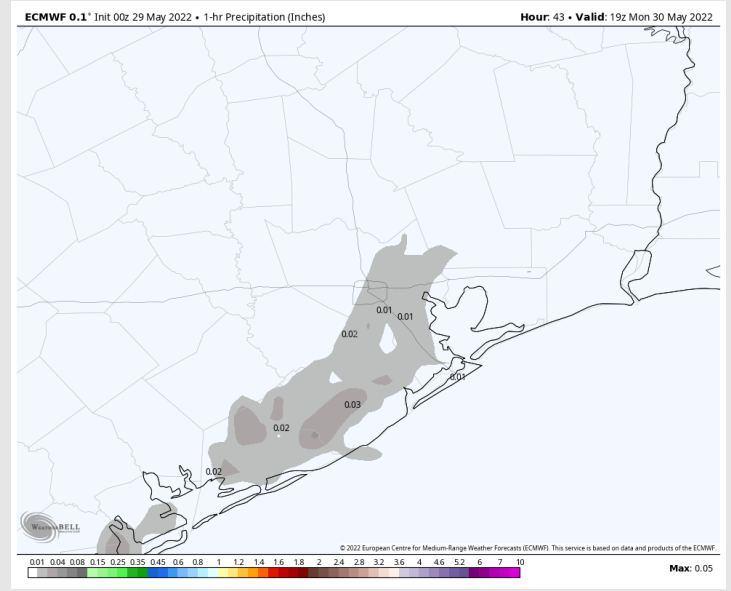 ECMWF 0.1° Init 00z 29 May 2022 • 1-hr Precipitation (Inches)
Hour: 43 • Valid: 19z Mon 30 May 2022
0.01
0.01
0.02
0.01
0.03
0.02
0.02
WeatherBELL
© 2022 European Centre for Medium-Range Weather Forecasts (ECMWF). This service is based on data and products of the ECMWF.
0.01 0.04 0.08 0.15 0.25 0.35 0.45 0.6 0.8 1 1.2 1.4 1.6 1.8 2 2.4 2.8 3.2 3.6 4 4.6 5.2 6 7 8 10
Max: 0.05